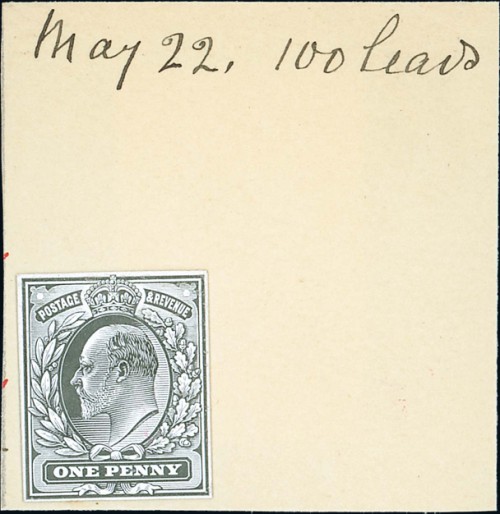 May 22. 100 leads
POSTAGE & REVENUE
ONE PENNY